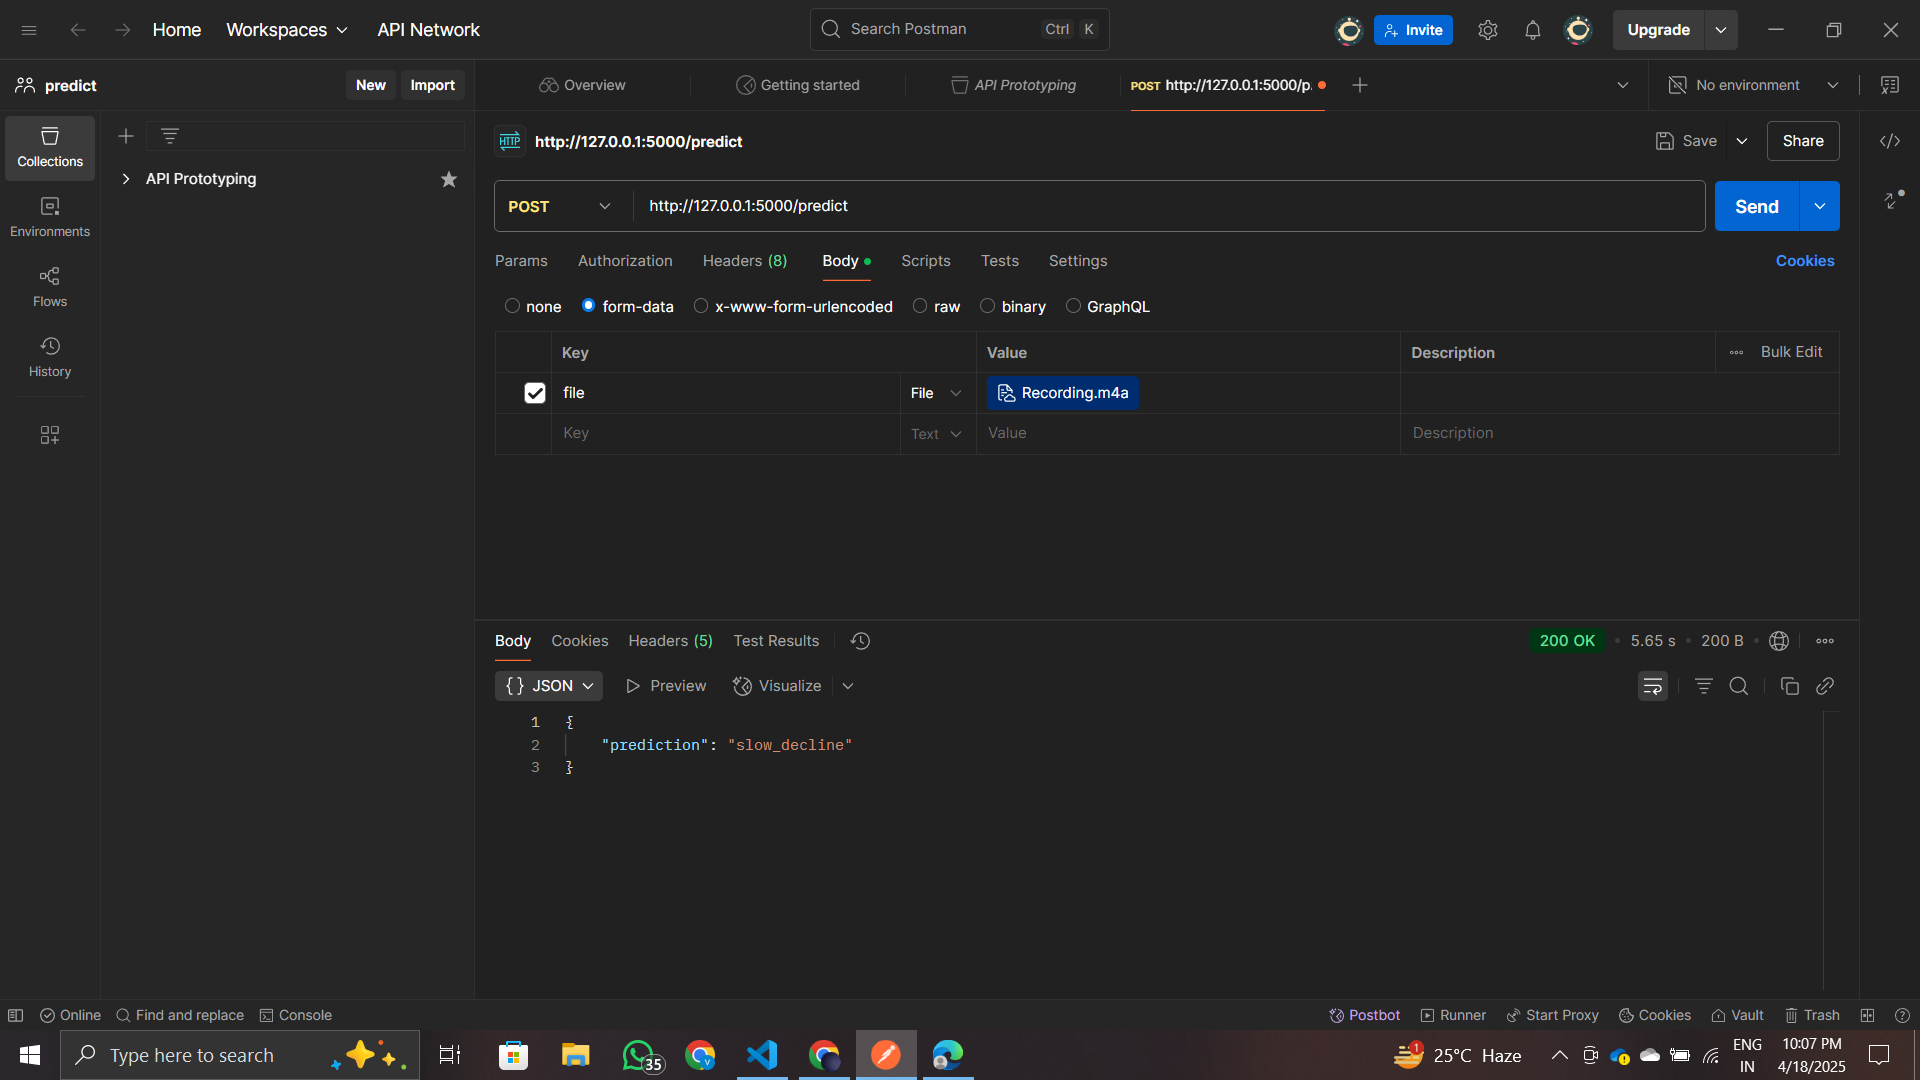 Home Workspaces API Network Search Postman Ctrl K Invite Upgrade
predict New Import Overview Getting started API Prototyping POST http://127.0.0.1:5000/p. No environment
Collections
API Prototyping
Environments
Flows
History
HTTP http://127.0.0.1:5000/predict Save Share
POST http://127.0.0.1:5000/predict Send
Params Authorization Headers (8) Body Scripts Tests Settings Cookies
none form-data x-www-form-urlencoded raw binary GraphQL
Key Value Description Bulk Edit
file File Recording.m4a
Key Text Value Description
Body Cookies Headers (5) Test Results 200 OK 5.65 s 200 B
{} JSON Preview Visualize
1 {
2 "prediction": "slow_decline"
3 }
Online Find and replace Console Postbot Runner Start Proxy Cookies Vault Trash
Type here to search 35 1 25°C Haze ENG IN 10:07 PM 4/18/2025